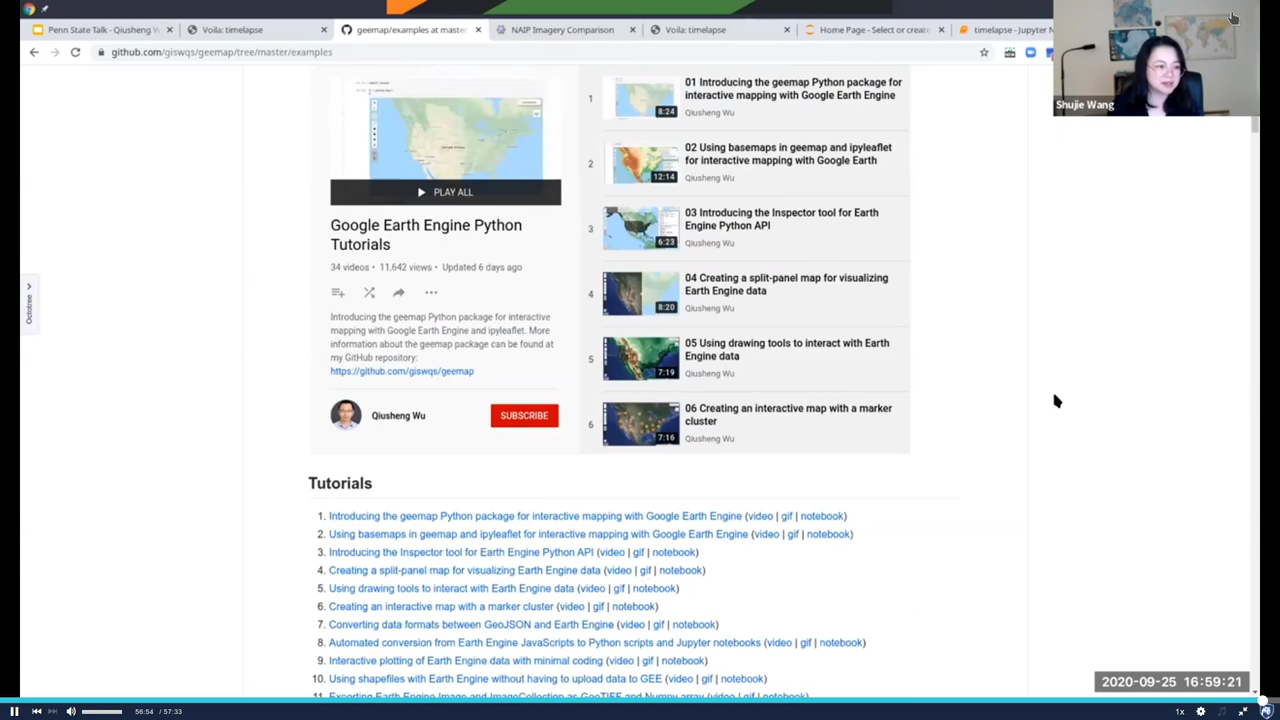 Penn State Talk - Qiusheng W
Voila: timelapse
geemap/examples at master
NAIP Imagery Comparison
Voila: timelapse
Home Page - Select or create
timelapse - Jupyter N
github.com/giswqs/geemap/tree/master/examples
Shujie Wang
Octotree
PLAY ALL
Google Earth Engine Python
Tutorials
34 videos • 11,642 views • Updated 6 days ago
Introducing the geemap Python package for interactive
mapping with Google Earth Engine and ipyleaflet. More
information about the geemap package can be found at
my GitHub repository:
https://github.com/giswqs/geemap
Qiusheng Wu
SUBSCRIBE
1
8:24
01 Introducing the geemap Python package for
interactive mapping with Google Earth Engine
Qiusheng Wu
2
12:14
02 Using basemaps in geemap and ipyleaflet
for interactive mapping with Google Earth
Qiusheng Wu
3
6:23
03 Introducing the Inspector tool for Earth
Engine Python API
Qiusheng Wu
4
8:20
04 Creating a split-panel map for visualizing
Earth Engine data
Qiusheng Wu
5
7:19
05 Using drawing tools to interact with Earth
Engine data
Qiusheng Wu
6
7:16
06 Creating an interactive map with a marker
cluster
Qiusheng Wu
Tutorials
1. Introducing the geemap Python package for interactive mapping with Google Earth Engine (video | gif | notebook)
2. Using basemaps in geemap and ipyleaflet for interactive mapping with Google Earth Engine (video | gif | notebook)
3. Introducing the Inspector tool for Earth Engine Python API (video | gif | notebook)
4. Creating a split-panel map for visualizing Earth Engine data (video | gif | notebook)
5. Using drawing tools to interact with Earth Engine data (video | gif | notebook)
6. Creating an interactive map with a marker cluster (video | gif | notebook)
7. Converting data formats between GeoJSON and Earth Engine (video | gif | notebook)
8. Automated conversion from Earth Engine JavaScripts to Python scripts and Jupyter notebooks (video | gif | notebook)
9. Interactive plotting of Earth Engine data with minimal coding (video | gif | notebook)
10. Using shapefiles with Earth Engine without having to upload data to GEE (video | gif | notebook)
11. Exporting Earth Engine Image and ImageCollection as GeoTIFF and Numpy array (video | gif | notebook)
2020-09-25 16:59:21
56:54 / 57:33
1x